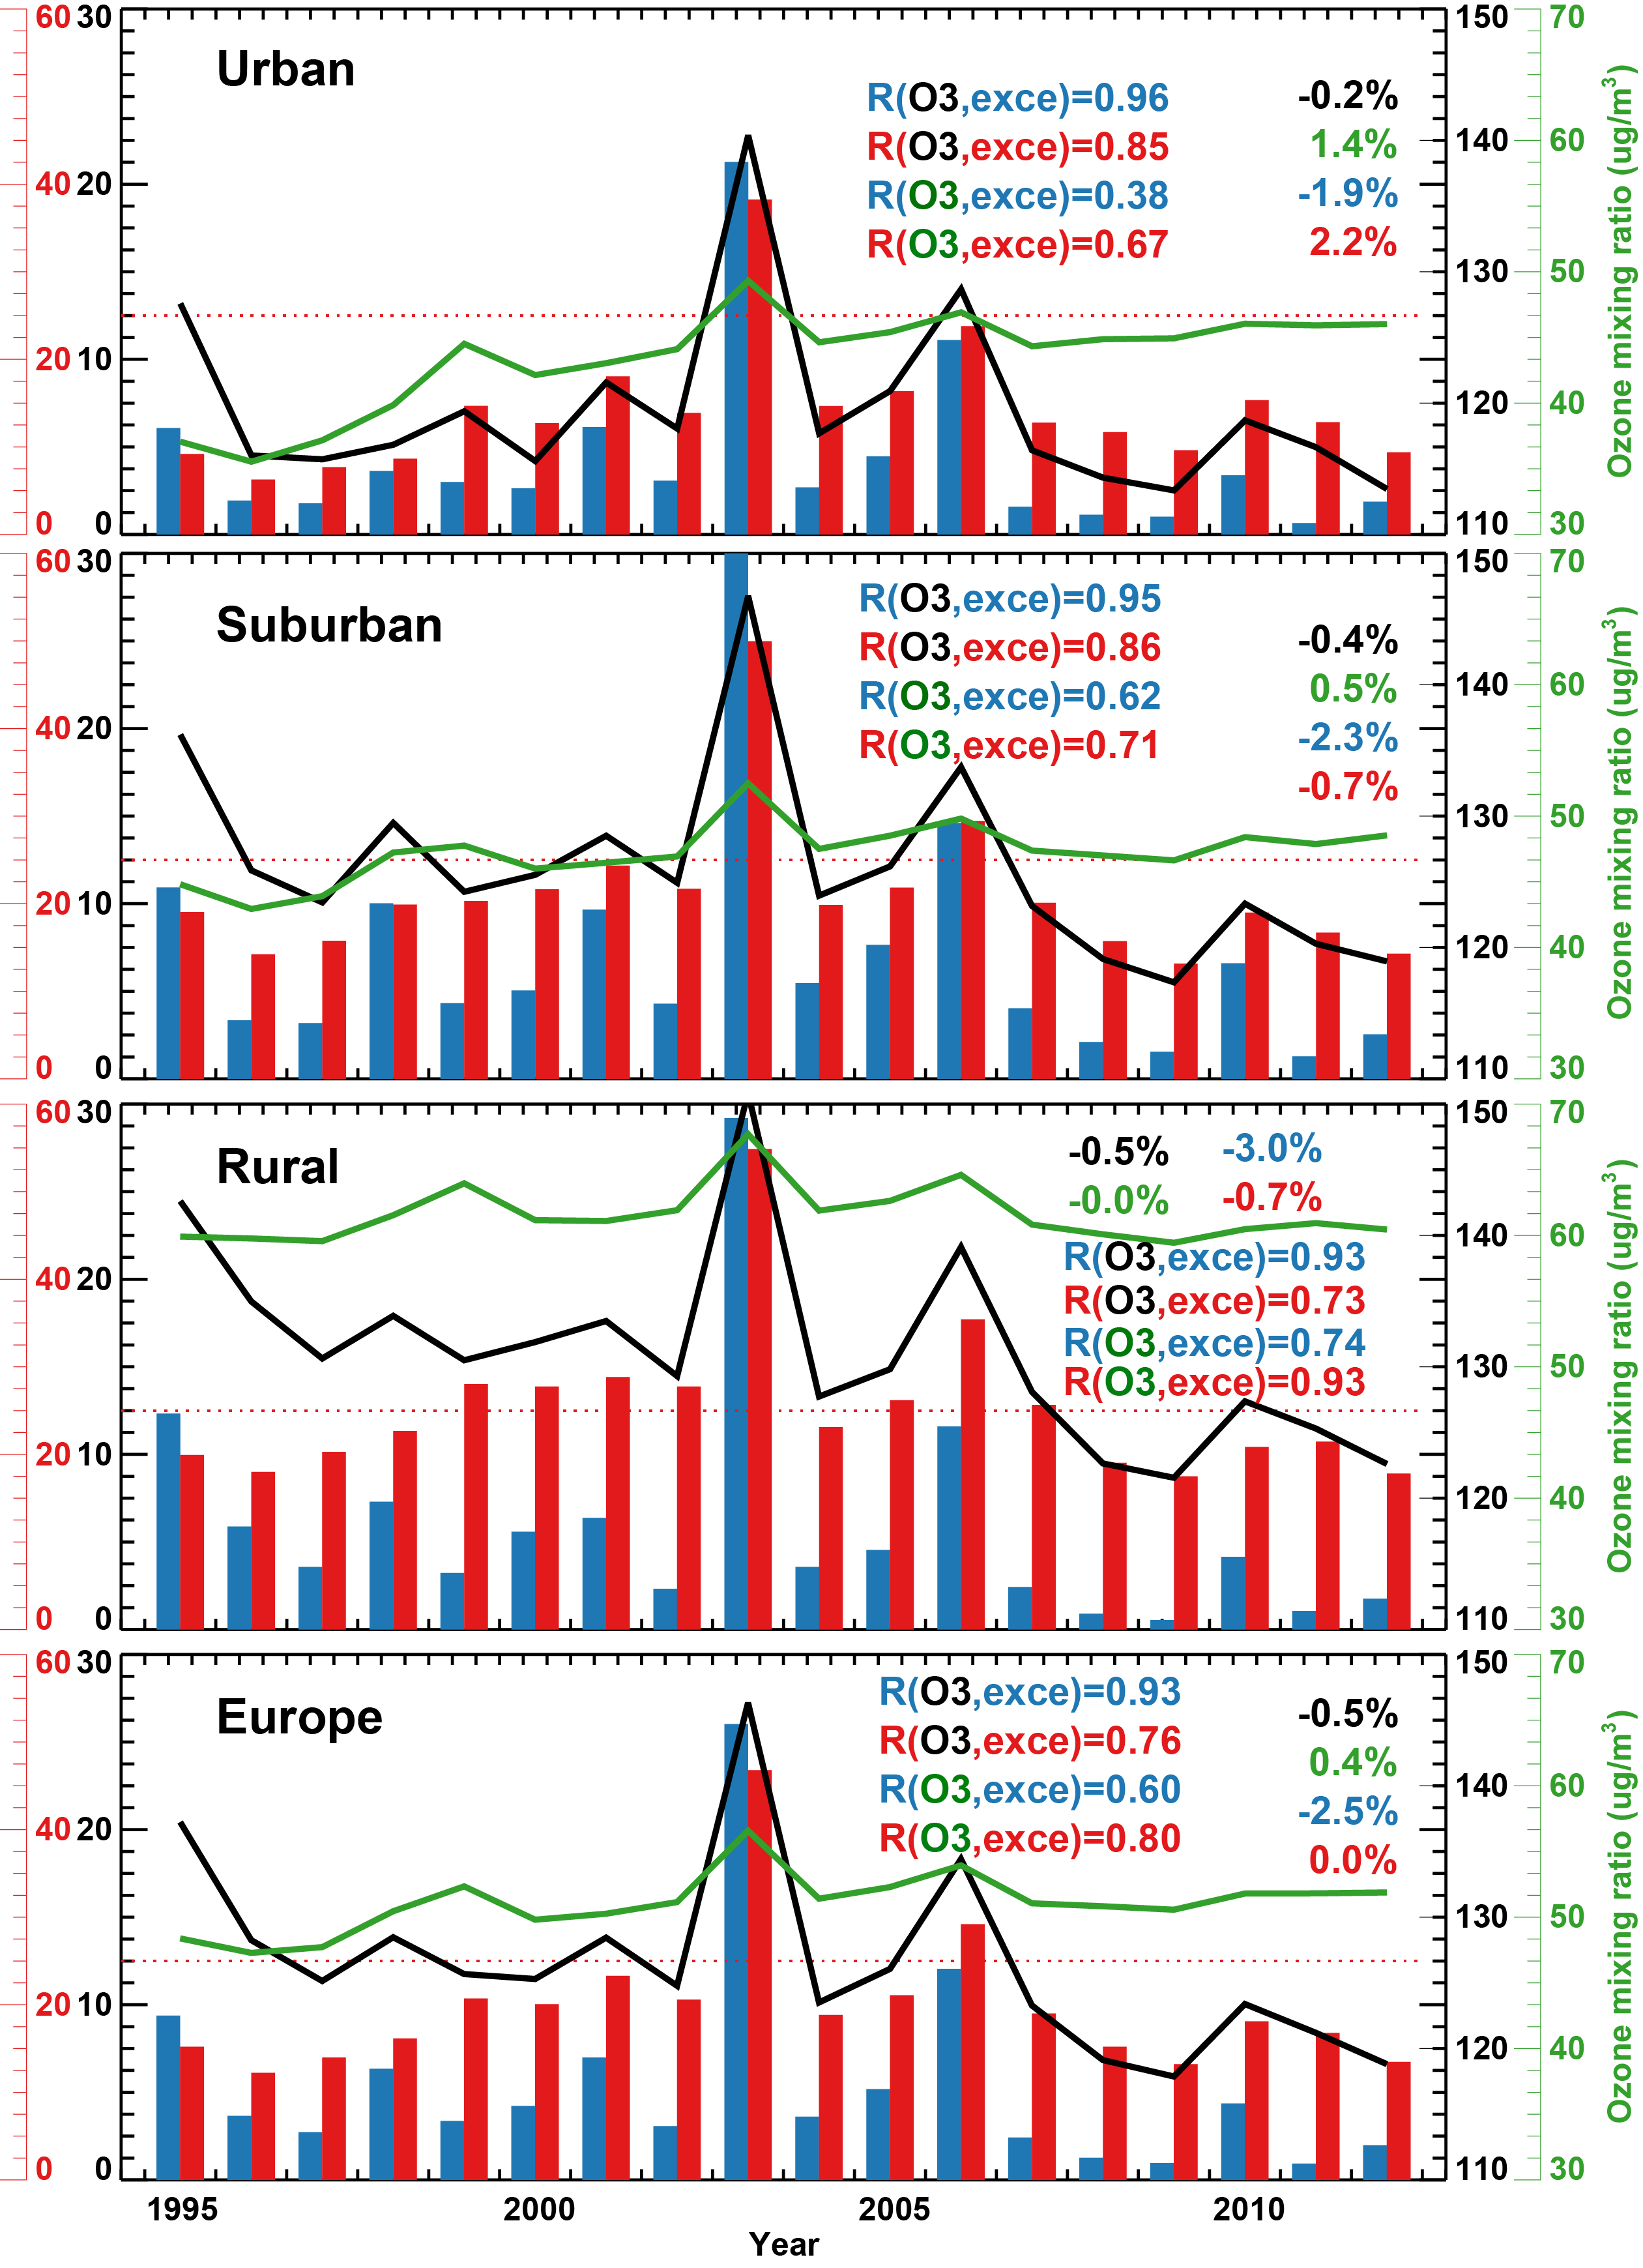 60 30 150 70
Urban
R(O3,exce)=0.96 -0.2%
R(O3,exce)=0.85 1.4%
R(O3,exce)=0.38 -1.9%
R(O3,exce)=0.67 2.2%
140 60
40 20
130 50
20 10
120 40
0 0 110 30
Ozone mixing ratio (ug/m³)
60 30 150 70
Suburban
R(O3,exce)=0.95
R(O3,exce)=0.86 -0.4%
R(O3,exce)=0.62 0.5%
R(O3,exce)=0.71 -2.3%
-0.7%
140 60
40 20
130 50
20 10
120 40
0 0 110 30
Ozone mixing ratio (ug/m³)
60 30 150 70
Rural
-0.5% -3.0%
-0.0% -0.7%
R(O3,exce)=0.93
R(O3,exce)=0.73
R(O3,exce)=0.74
R(O3,exce)=0.93
140 60
40 20
130 50
20 10
120 40
0 0 110 30
Ozone mixing ratio (ug/m³)
60 30 150 70
Europe
R(O3,exce)=0.93 -0.5%
R(O3,exce)=0.76 0.4%
R(O3,exce)=0.60 -2.5%
R(O3,exce)=0.80 0.0%
140 60
40 20
130 50
20 10
120 40
0 0 110 30
Ozone mixing ratio (ug/m³)
1995 2000 2005 2010
Year